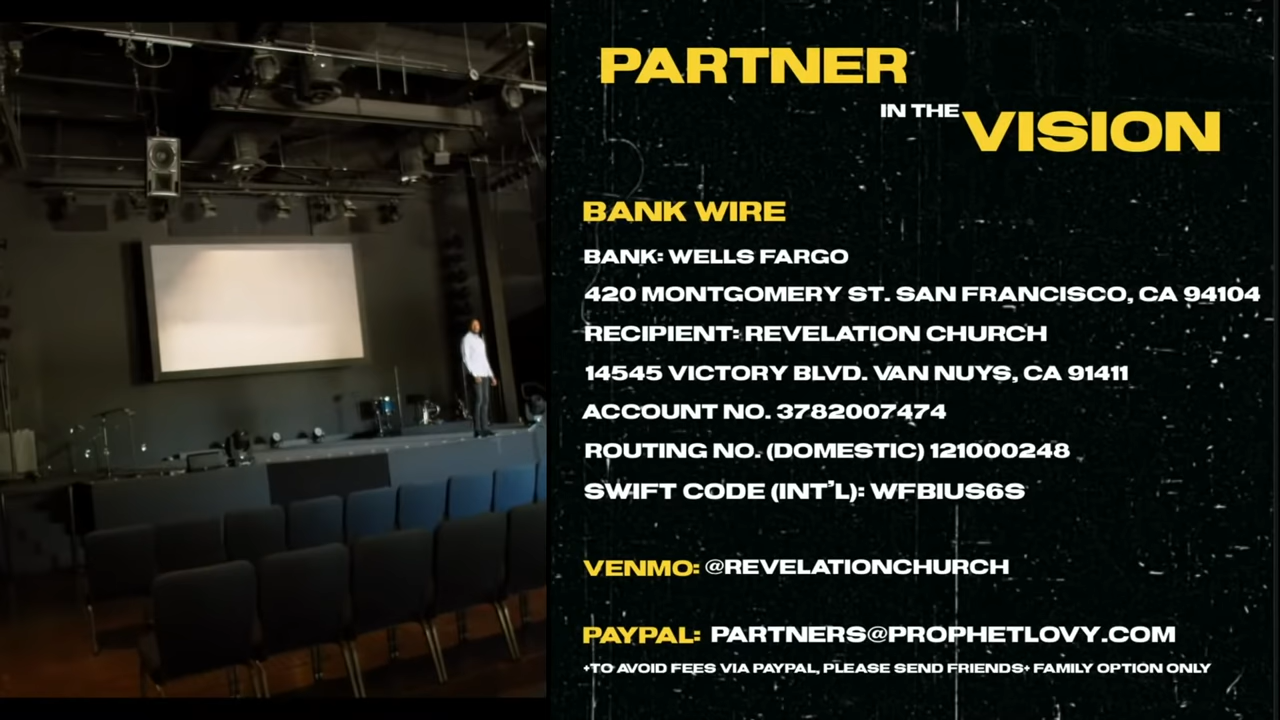 PARTNER
IN THE VISION
BANK WIRE
BANK: WELLS FARGO
420 MONTGOMERY ST. SAN FRANCISCO, CA 94104
RECIPIENT: REVELATION CHURCH
14545 VICTORY BLVD. VAN NUYS, CA 91411
ACCOUNT NO. 3782007474
ROUTING NO. (DOMESTIC) 121000248
SWIFT CODE (INT'L): WFBIUS6S
VENMO: @REVELATIONCHURCH
PAYPAL: PARTNERS@PROPHETLOVY.COM
+TO AVOID FEES VIA PAYPAL, PLEASE SEND FRIENDS+ FAMILY OPTION ONLY